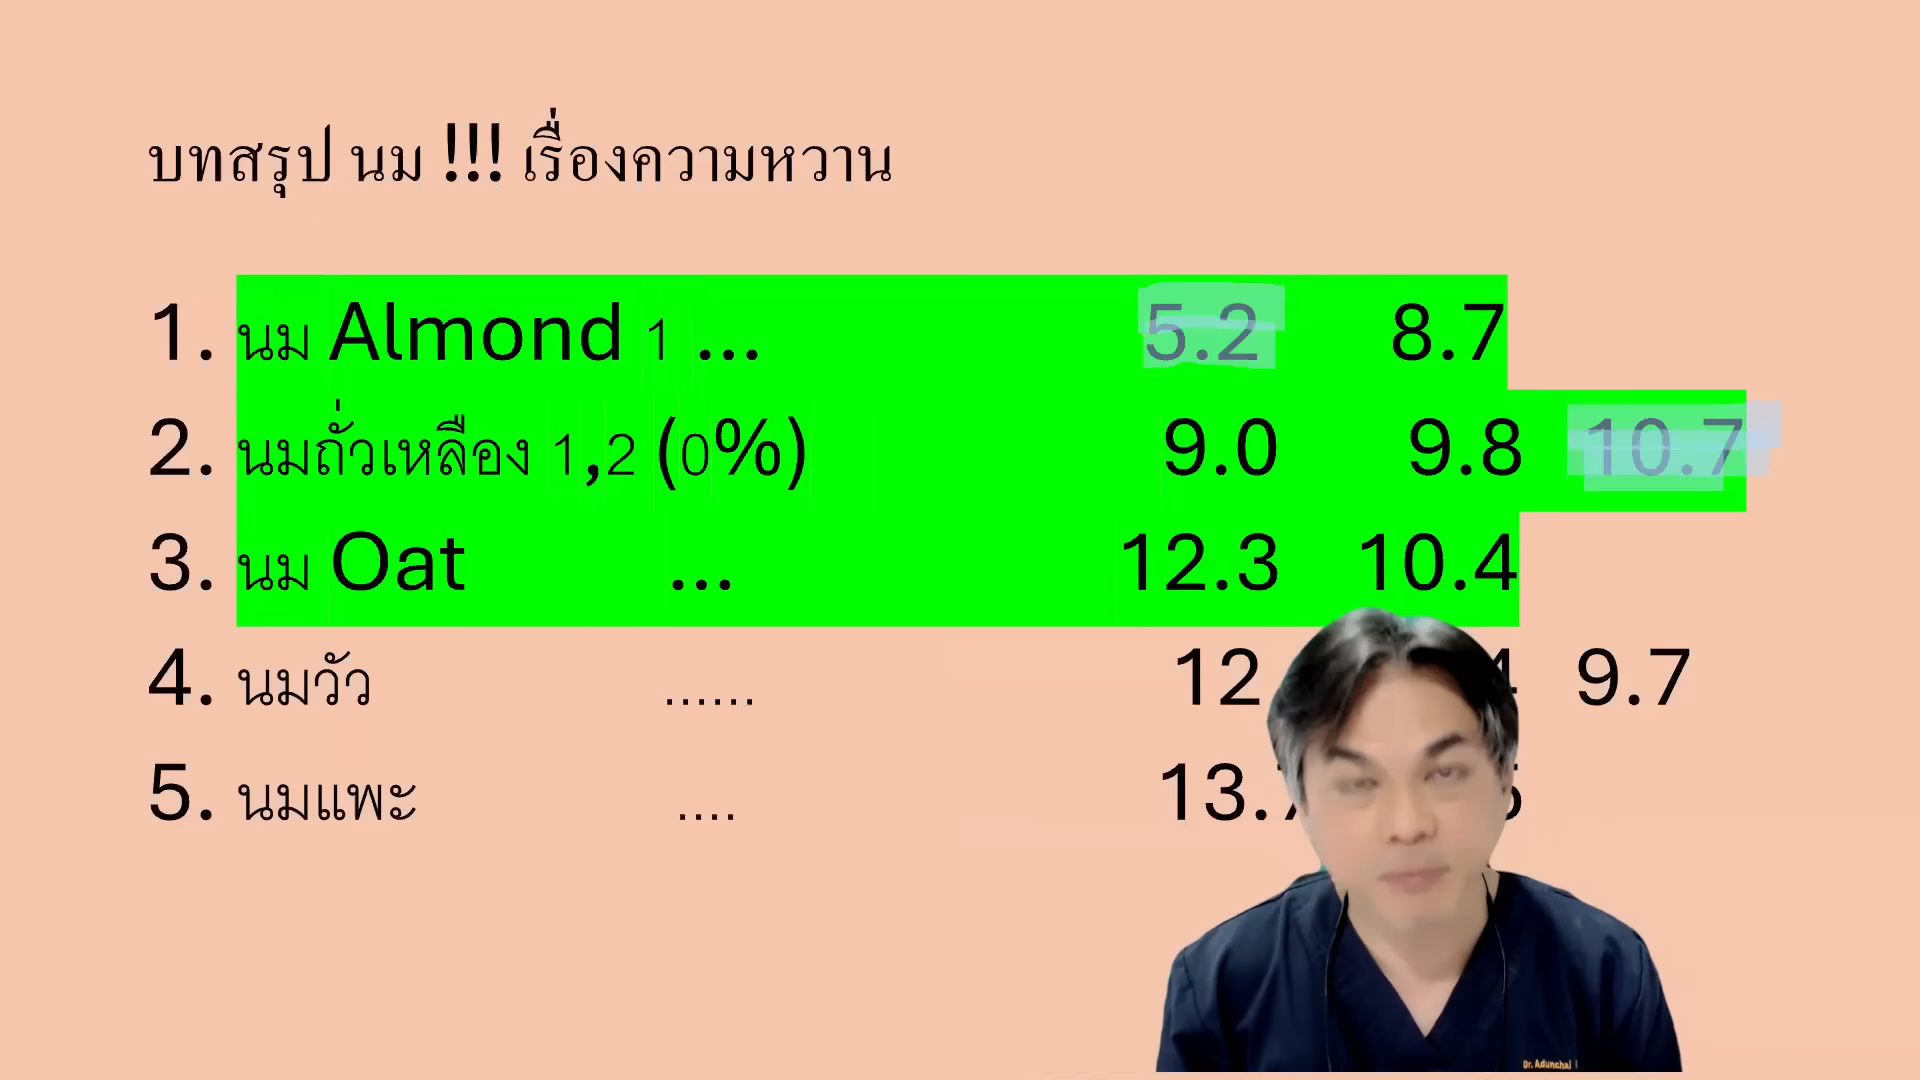 บทสรุป นม !!! เรื่องความหวาน
1. นม Almond 1 ... 5.2 8.7
2. นมถั่วเหลือง 1,2 (0%) 9.0 9.8 10.7
3. นม Oat ... 12.3 10.4
4. นมวัว ...... 12 9.7
5. นมแพะ .... 13.
Dr. Adunchai